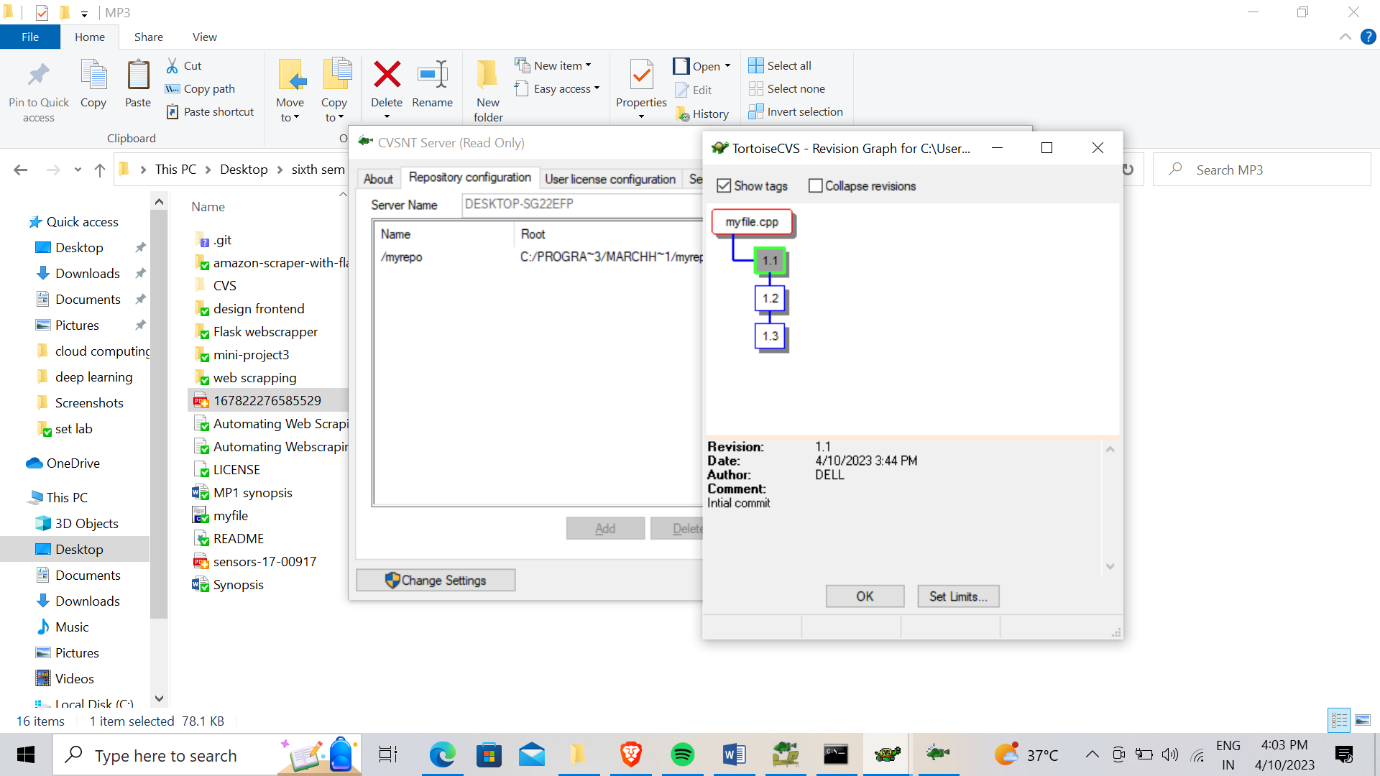 MP3
File
Home
Share
View
Pin to Quick
access
Copy
Paste
Cut
Copy path
Paste shortcut
Clipboard
Move
to
Copy
to
Delete
Rename
New
folder
New item
Easy access
Properties
Open
Edit
History
Select all
Select none
Invert selection
This PC
Desktop
sixth sem
Search MP3
Quick access
Desktop
Downloads
Documents
Pictures
cloud computing
deep learning
Screenshots
set lab
OneDrive
This PC
3D Objects
Desktop
Documents
Downloads
Music
Pictures
Videos
Local Disk (C:)
Name
.git
amazon-scraper-with-fla
CVS
design frontend
Flask webscrapper
mini-project3
web scrapping
167822276585529
Automating Web Scrapi
Automating Webscrapin
LICENSE
MP1 synopsis
myfile
README
sensors-17-00917
Synopsis
16 items
1 item selected 78.1 KB
CVSNT Server (Read Only)
About
Repository configuration
User license configuration
Se
Server Name
DESKTOP-SG22EFP
Name
Root
/myrepo
C:/PROGRA~3/MARCHH~1/myrep
Add
Delete
Change Settings
TortoiseCVS - Revision Graph for C:\User...
Show tags
Collapse revisions
myfile.cpp
1.1
1.2
1.3
Revision: 1.1
Date: 4/10/2023 3:44 PM
Author: DELL
Comment:
Intial commit
OK
Set Limits...
Type here to search
37°C
ENG
IN
4:03 PM
4/10/2023